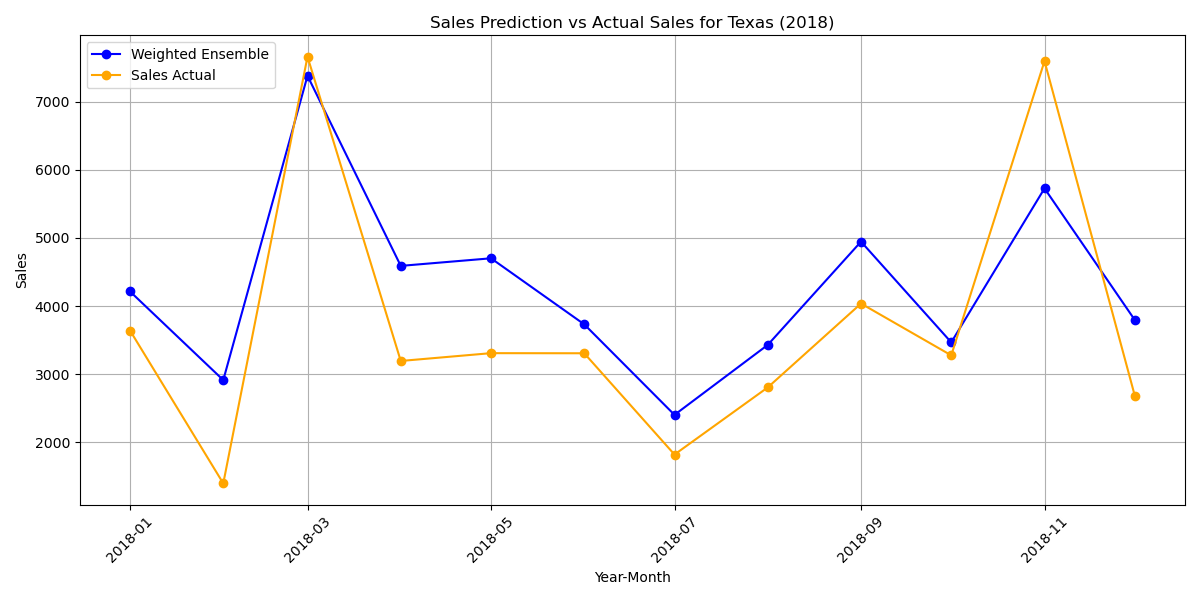 Sales Prediction vs Actual Sales for Texas (2018)
Weighted Ensemble
Sales Actual
7000
6000
5000
4000
3000
2000
Sales
2018-01
2018-03
2018-05
2018-07
2018-09
2018-11
Year-Month